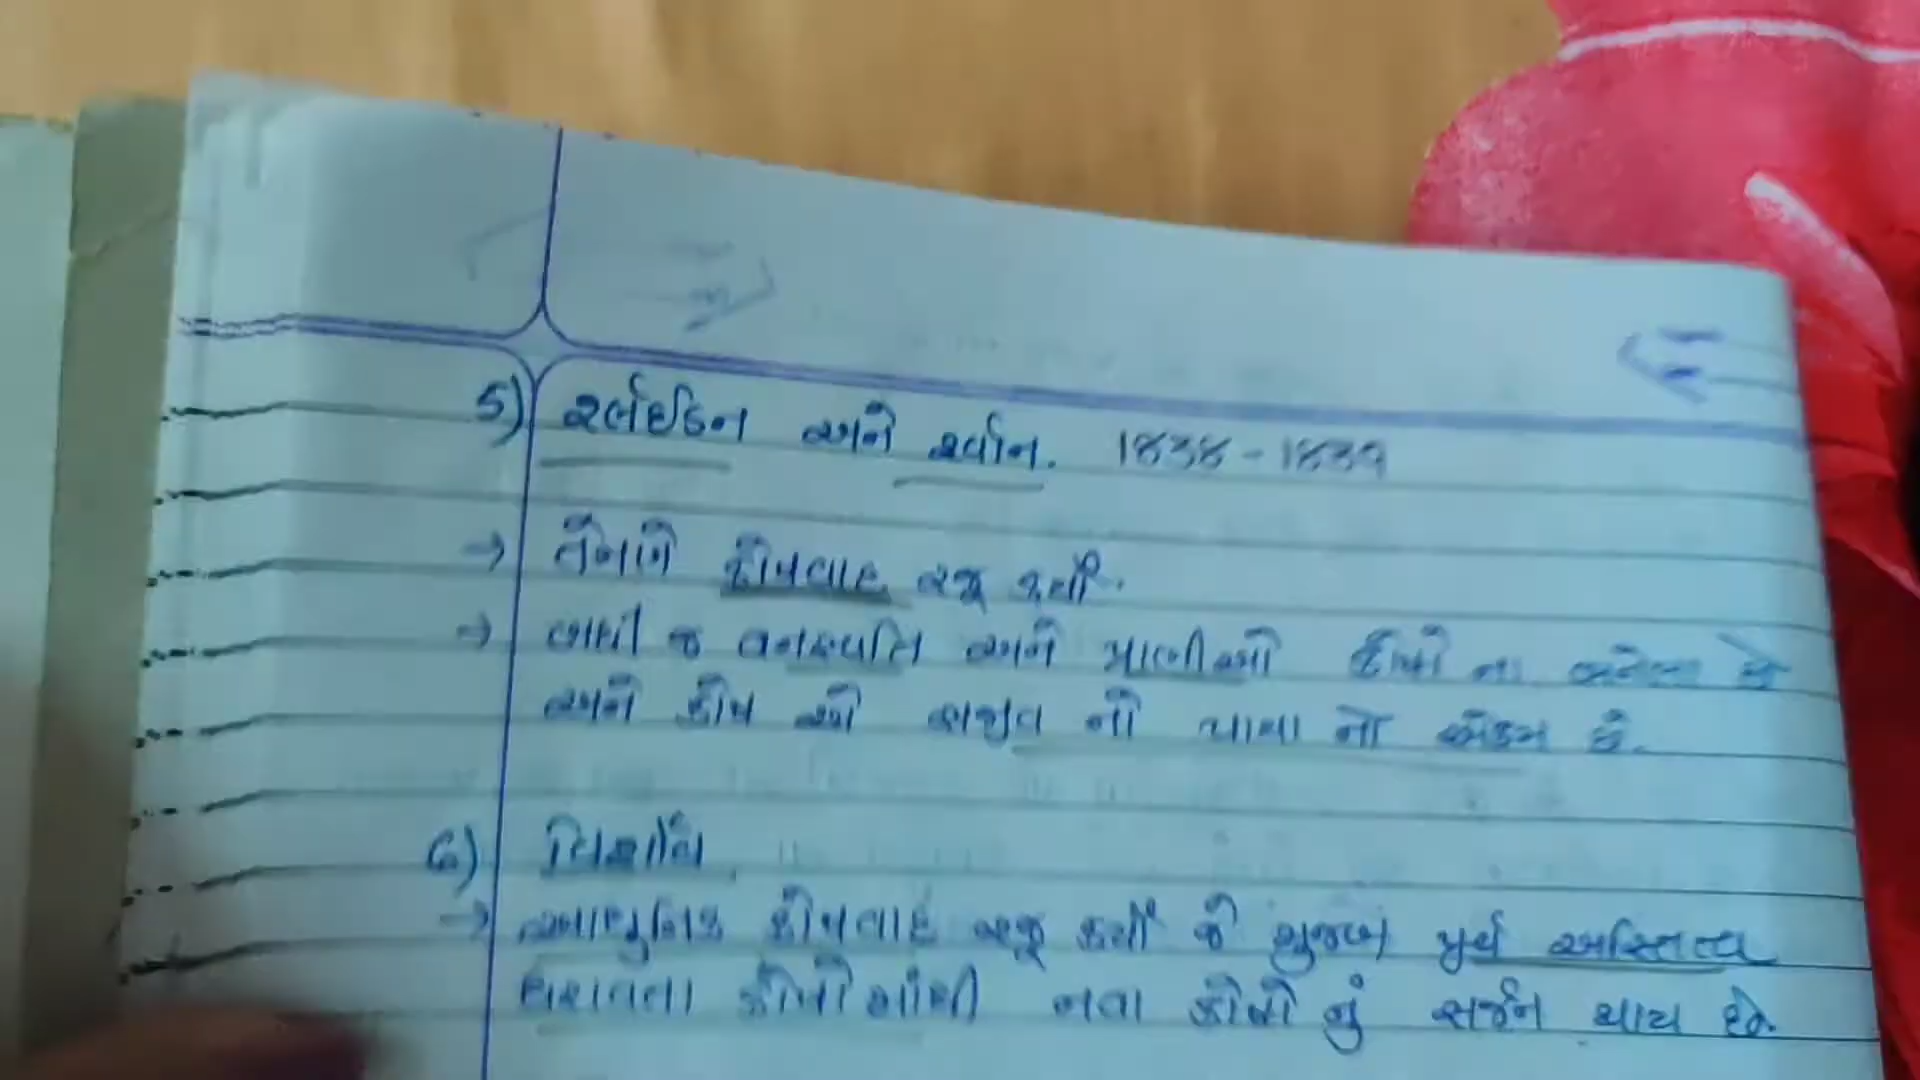 5) સ્લેઈડન અને સ્વોન. 1838 - 1839
→ તેમણે કોષવાદ રજૂ કર્યો.
→ બધી જ વનસ્પતિ અને પ્રાણીઓ કોષો ના બનેલા છે
અને કોષ એ સજીવ નો પાયા નો એકમ છે.
6) વિર્શોવ
→ આધુનિક કોષવાદ રજૂ કર્યો જે મુજબ પુર્વ અસ્તિત્વ
ધરાવતા કોષોમાંથી નવા કોષો નું સર્જન થાય છે.